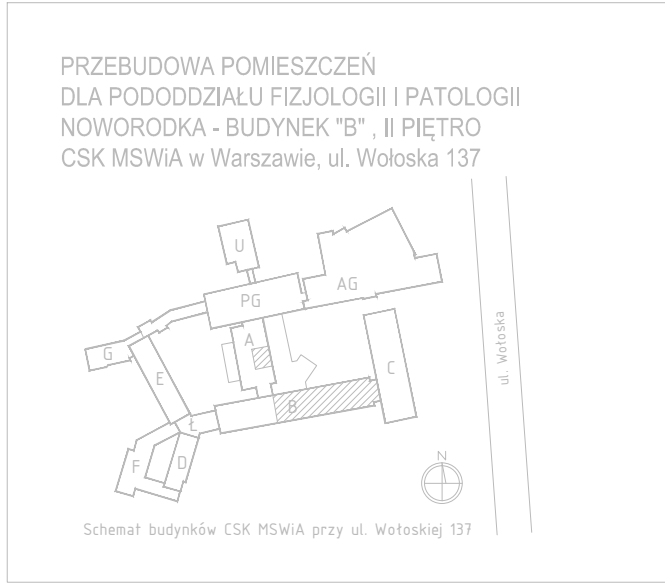 PRZEBUDOWA POMIESZCZEŃ
DLA PODODDZIAŁU FIZJOLOGII I PATOLOGII
NOWORODKA - BUDYNEK "B" , II PIĘTRO
CSK MSWiA w Warszawie, ul. Wołoska 137
U
AG
PG
A
G
E
C
B
Ł
F
D
ul. Wołoska
N
Schemat budynków CSK MSWiA przy ul. Wołoskiej 137